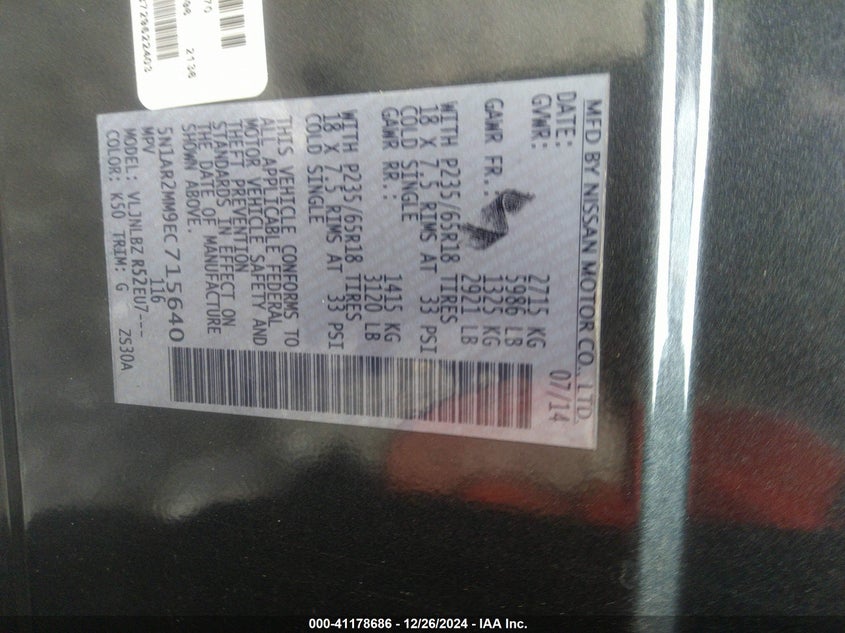 MFD BY NISSAN MOTOR CO., LTD.
DATE: 07/14
GVWR: 2715 KG
5986 LB
GAWR FR.: 1325 KG
2921 LB
WITH P235/65R18 TIRES
18 X 7.5 RIMS AT 33 PSI
COLD SINGLE
GAWR RR.: 1415 KG
3120 LB
WITH P235/65R18 TIRES
18 X 7.5 RIMS AT 33 PSI
COLD SINGLE
THIS VEHICLE CONFORMS TO
ALL APPLICABLE FEDERAL
MOTOR VEHICLE SAFETY AND
THEFT PREVENTION
STANDARDS IN EFFECT ON
THE DATE OF MANUFACTURE
SHOWN ABOVE.
5NJAR2MM9EC715640
MPV 116
MODEL: VLJNLBZ R52EU7---
COLOR: K50 TRIM: G ZS30A
2136
000-41178686 - 12/26/2024 - IAA Inc.